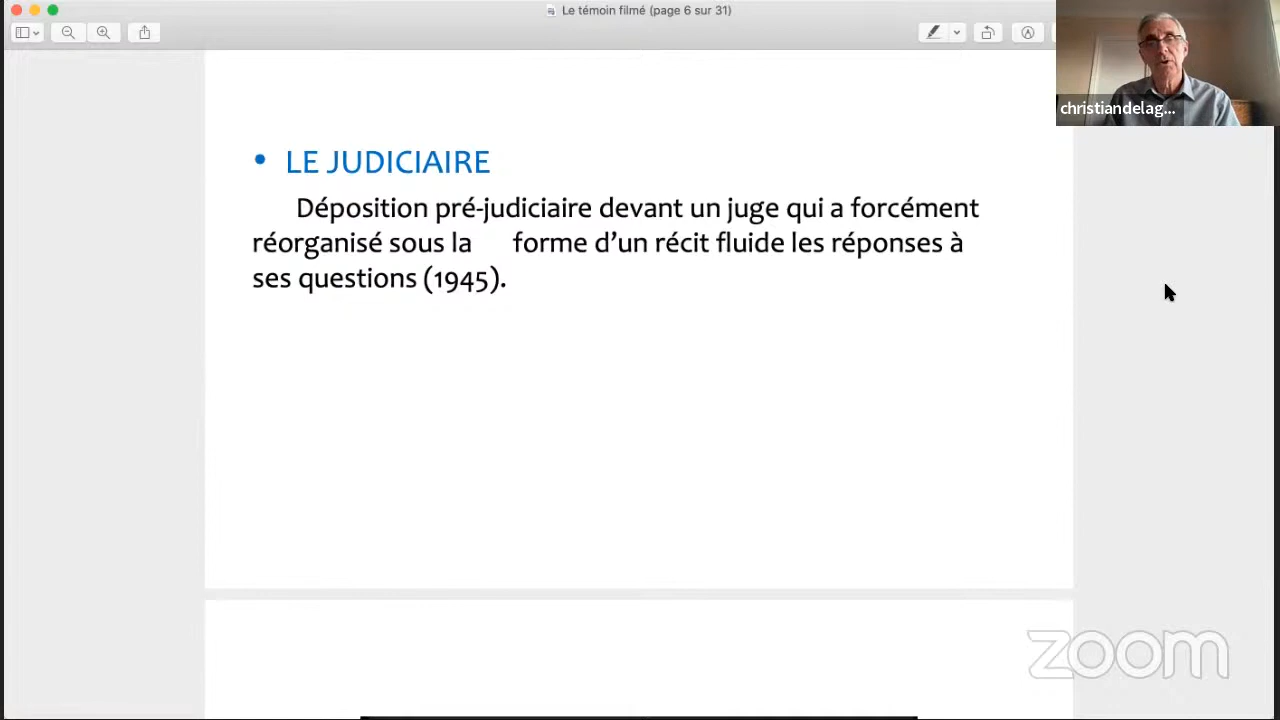 Le témoin filmé (page 6 sur 31)
christiandelag...
• LE JUDICIAIRE
Déposition pré-judiciaire devant un juge qui a forcément
réorganisé sous la forme d’un récit fluide les réponses à
ses questions (1945).
zoom